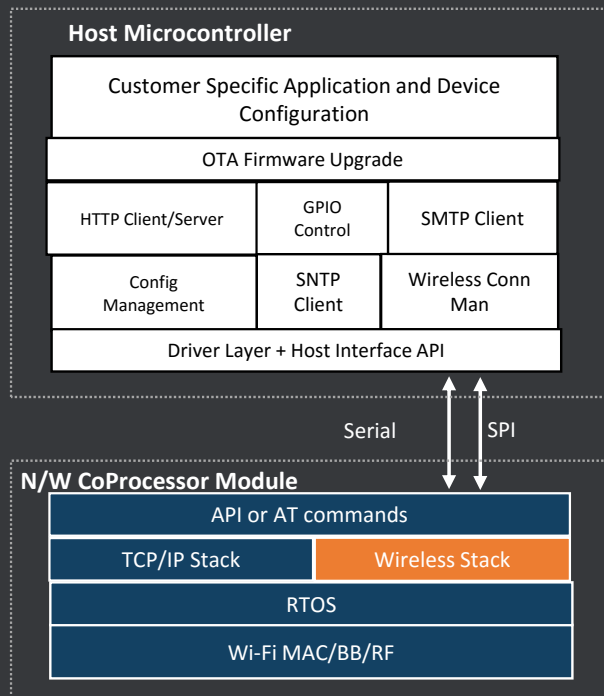 Host Microcontroller
Customer Specific Application and Device
Configuration
OTA Firmware Upgrade
HTTP Client/Server
GPIO
Control
SMTP Client
Config
Management
SNTP
Client
Wireless Conn
Man
Driver Layer + Host Interface API
Serial
SPI
N/W CoProcessor Module
API or AT commands
TCP/IP Stack
Wireless Stack
RTOS
Wi-Fi MAC/BB/RF